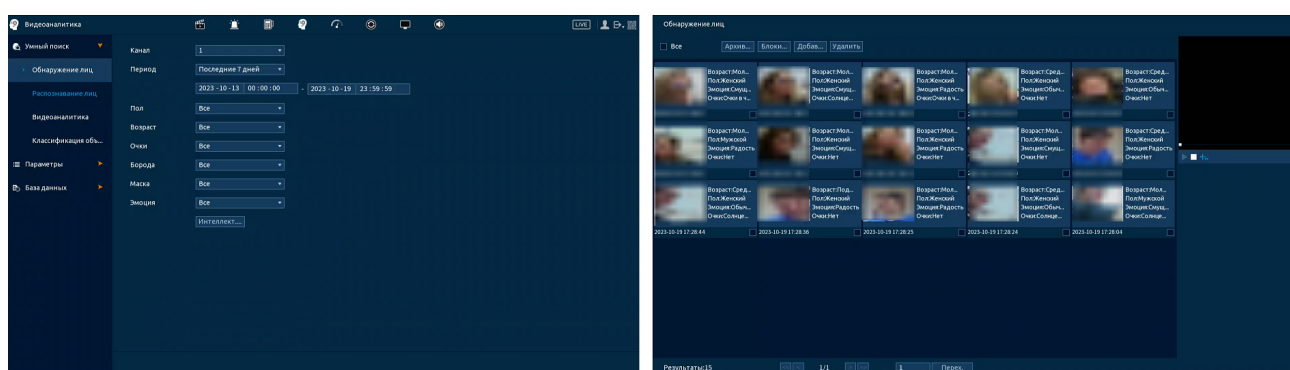 Видеоаналитика
LIVE
Умный поиск
Обнаружение лиц
Распознавание лиц
Видеоаналитика
Классификация объ...
Параметры
База данных
Канал
1
Период
Последние 7 дней
2023 -10 -13 00 : 00 : 00 - 2023 -10 -19 23 : 59 : 59
Пол
Все
Возраст
Все
Очки
Все
Борода
Все
Маска
Все
Эмоция
Все
Интеллект....
Обнаружение лиц
Все Архив... Блоки... Добав... Удалить
Возраст:Мол...
Пол:Женский
Эмоция:Смущ...
Очки:Очки в ч...
Возраст:Мол...
Пол:Женский
Эмоция:Смущ...
Очки:Солнце...
Возраст:Мол...
Пол:Женский
Эмоция:Радость
Очки:Очки в ч...
Возраст:Сред...
Пол:Женский
Эмоция:Обыч...
Очки:Нет
Возраст:Сред...
Пол:Женский
Эмоция:Обыч...
Очки:Нет
Возраст:Мол...
Пол:Мужской
Эмоция:Радость
Очки:Нет
Возраст:Мол...
Пол:Женский
Эмоция:Смущ...
Очки:Нет
Возраст:Мол...
Пол:Женский
Эмоция:Радость
Очки:Нет
Возраст:Мол...
Пол:Женский
Эмоция:Смущ...
Очки:Нет
Возраст:Сред...
Пол:Женский
Эмоция:Радость
Очки:Нет
Возраст:Сред...
Пол:Женский
Эмоция:Обыч...
Очки:Солнце...
Возраст:Под...
Пол:Женский
Эмоция:Радость
Очки:Нет
Возраст:Мол...
Пол:Женский
Эмоция:Радость
Очки:Нет
Возраст:Сред...
Пол:Женский
Эмоция:Обыч...
Очки:Солнце...
Возраст:Мол...
Пол:Мужской
Эмоция:Смущ...
Очки:Солнце...
2023-10-19 17:28:44
2023-10-19 17:28:36
2023-10-19 17:28:25
2023-10-19 17:28:24
2023-10-19 17:28:04
Результаты:15 1/1 1 Перех.